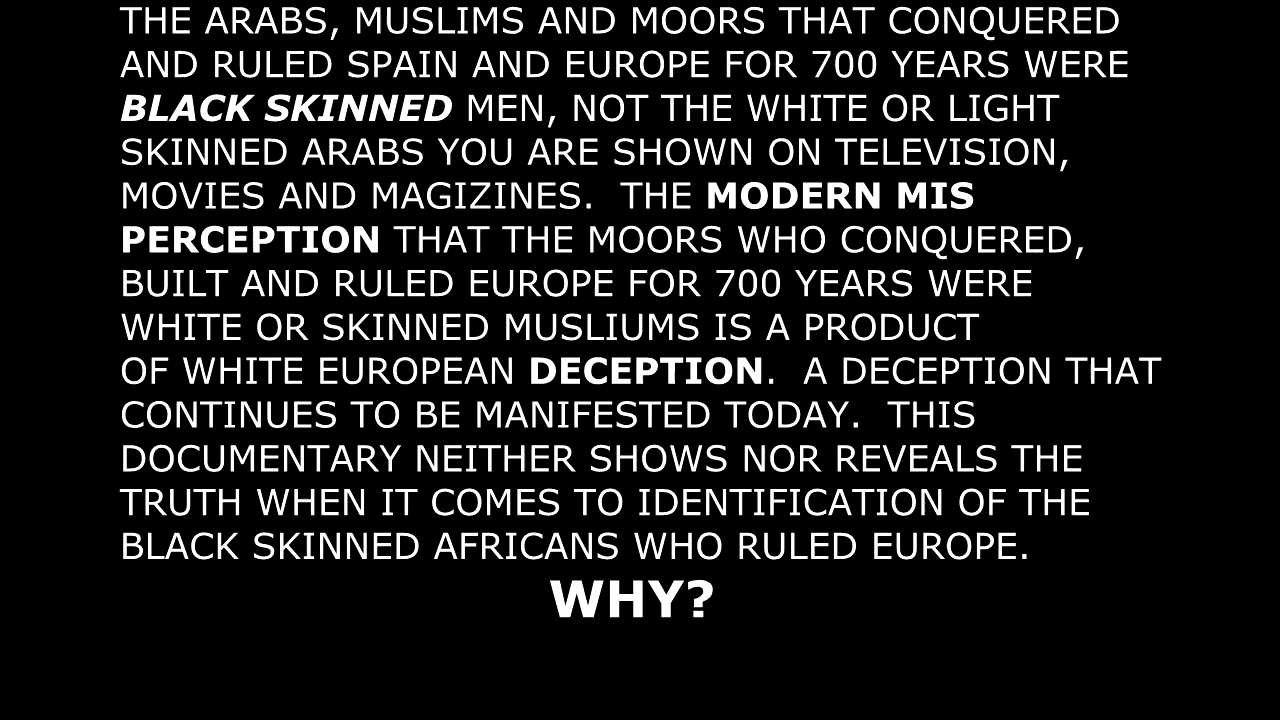 THE ARABS, MUSLIMS AND MOORS THAT CONQUERED
AND RULED SPAIN AND EUROPE FOR 700 YEARS WERE
BLACK SKINNED MEN, NOT THE WHITE OR LIGHT
SKINNED ARABS YOU ARE SHOWN ON TELEVISION,
MOVIES AND MAGIZINES. THE MODERN MIS
PERCEPTION THAT THE MOORS WHO CONQUERED,
BUILT AND RULED EUROPE FOR 700 YEARS WERE
WHITE OR SKINNED MUSLIUMS IS A PRODUCT
OF WHITE EUROPEAN DECEPTION. A DECEPTION THAT
CONTINUES TO BE MANIFESTED TODAY. THIS
DOCUMENTARY NEITHER SHOWS NOR REVEALS THE
TRUTH WHEN IT COMES TO IDENTIFICATION OF THE
BLACK SKINNED AFRICANS WHO RULED EUROPE.
WHY?